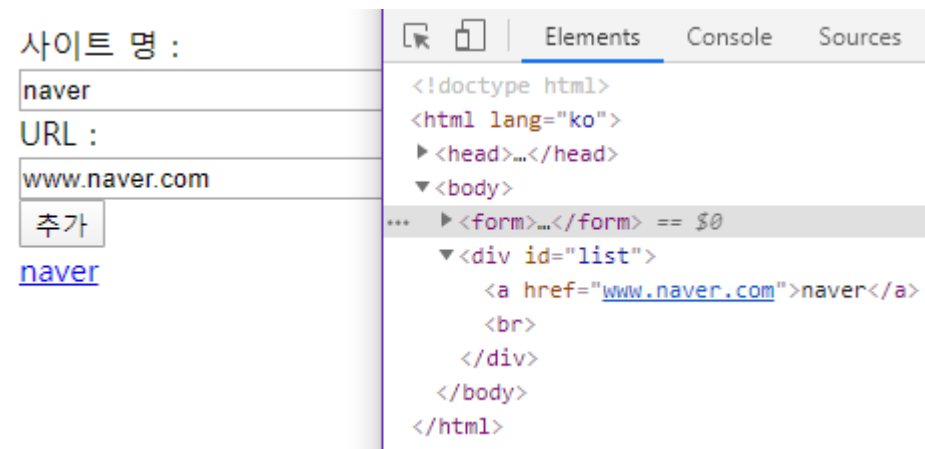 사이트 명 :
naver
URL :
www.naver.com
추가
naver
Elements Console Sources
<!doctype html>
<html lang="ko">
▶<head>…</head>
▼<body>
••• ▶<form>…</form> == $0
▼<div id="list">
<a href="www.naver.com">naver</a>
<br>
</div>
</body>
</html>